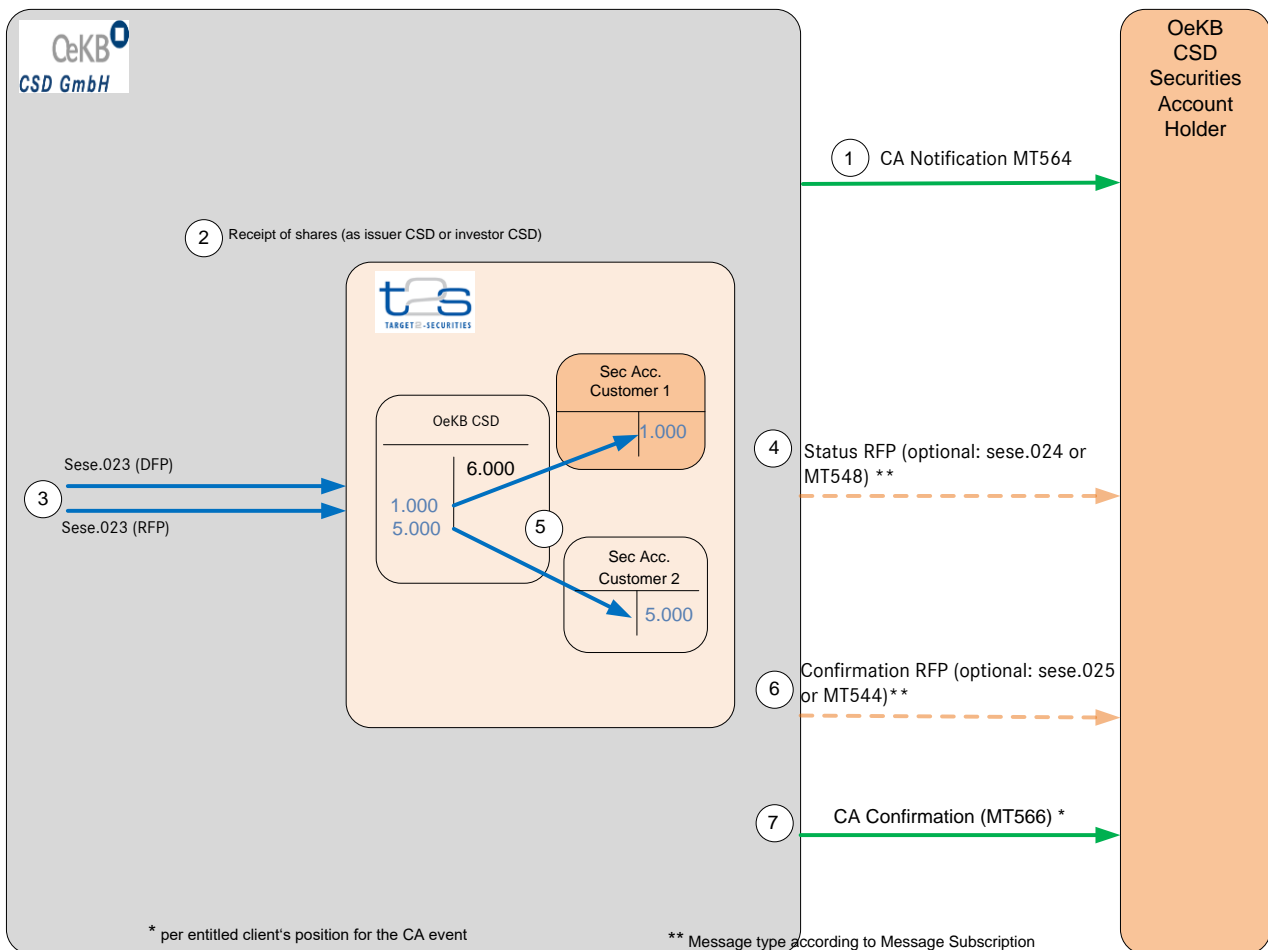 OeKB
CSD GmbH
OeKB
CSD
Securities
Account
Holder
1 CA Notification MT564
2 Receipt of shares (as issuer CSD or investor CSD)
t2s
TARGET2-SECURITIES
Sec Acc.
Customer 1
1.000
OeKB CSD
6.000
1.000
5.000
5
Sec Acc.
Customer 2
5.000
Sese.023 (DFP)
3
Sese.023 (RFP)
4 Status RFP (optional: sese.024 or
MT548) **
6 Confirmation RFP (optional: sese.025
or MT544)**
7 CA Confirmation (MT566) *
* per entitled client's position for the CA event
** Message type according to Message Subscription